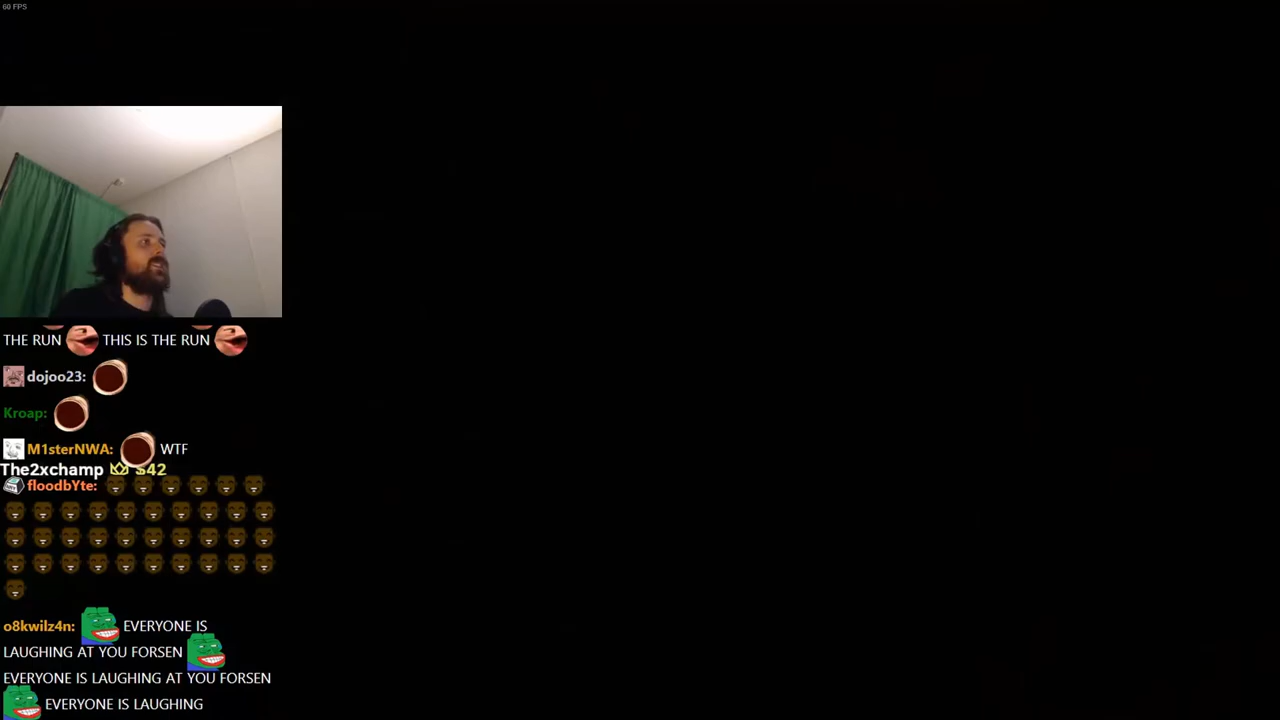 60 FPS
THE RUN THIS IS THE RUN
dojoo23:
Kroap:
M1sterNWA: WTF
The2xchamp $42
floodbYte:
o8kwilz4n: EVERYONE IS
LAUGHING AT YOU FORSEN
EVERYONE IS LAUGHING AT YOU FORSEN
EVERYONE IS LAUGHING